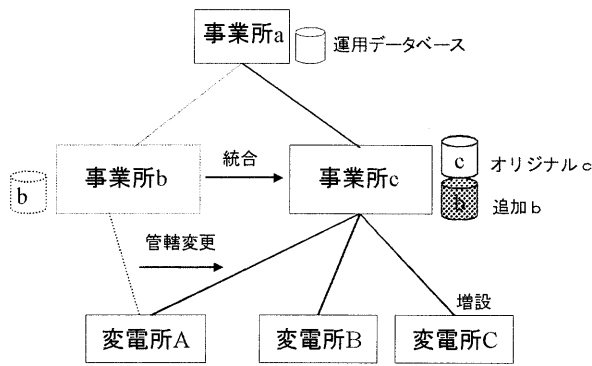 事業所a
運用データベース
b
事業所b
統合
事業所c
c
オリジナルc
b
追加b
管轄変更
増設
変電所A
変電所B
変電所C